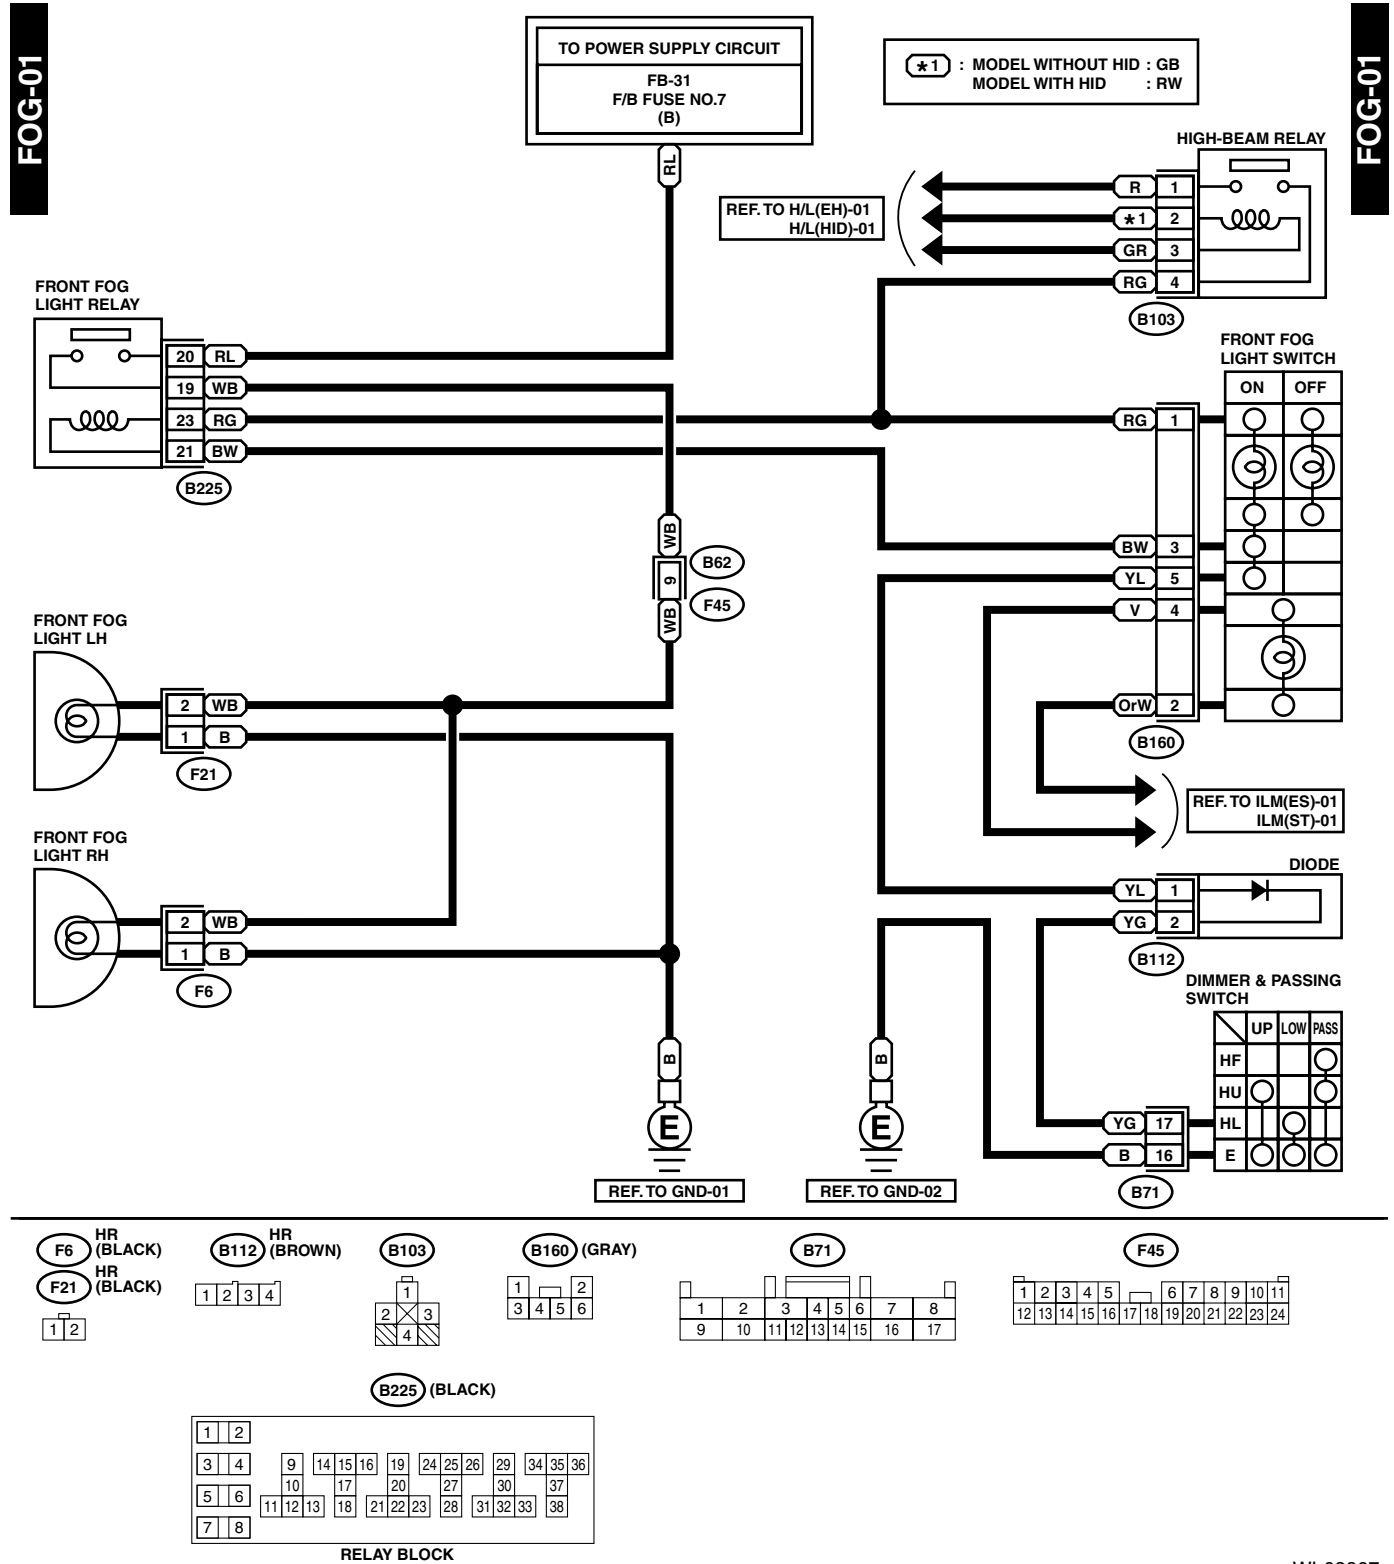 FOG-01
FOG-01
TO POWER SUPPLY CIRCUIT
FB-31
F/B FUSE NO.7
(B)
*1 : MODEL WITHOUT HID : GB
MODEL WITH HID : RW
RL
HIGH-BEAM RELAY
REF. TO H/L(EH)-01
H/L(HID)-01
R 1
*1 2
GR 3
RG 4
B103
FRONT FOG
LIGHT RELAY
20 RL
19 WB
23 RG
21 BW
B225
FRONT FOG
LIGHT SWITCH
ON OFF
RG 1
BW 3
YL 5
V 4
OrW 2
B160
WB
B62
9
F45
WB
FRONT FOG
LIGHT LH
2 WB
1 B
F21
REF. TO ILM(ES)-01
ILM(ST)-01
FRONT FOG
LIGHT RH
2 WB
1 B
F6
DIODE
YL 1
YG 2
B112
DIMMER & PASSING
SWITCH
UP LOW PASS
HF
HU
YG 17 HL
B 16 E
B71
B
E
REF. TO GND-01
B
E
REF. TO GND-02
F6 HR
(BLACK)
F21 HR
(BLACK)
1 2
B112 HR
(BROWN)
1 2 3 4
B103
1
2 3
4
B160 (GRAY)
1 2
3 4 5 6
B71
1 2 3 4 5 6 7 8
9 10 11 12 13 14 15 16 17
F45
1 2 3 4 5 6 7 8 9 10 11
12 13 14 15 16 17 18 19 20 21 22 23 24
B225 (BLACK)
1 2
3 4 9 14 15 16 19 24 25 26 29 34 35 36
10 17 20 27 30 37
5 6 11 12 13 18 21 22 23 28 31 32 33 38
7 8
RELAY BLOCK